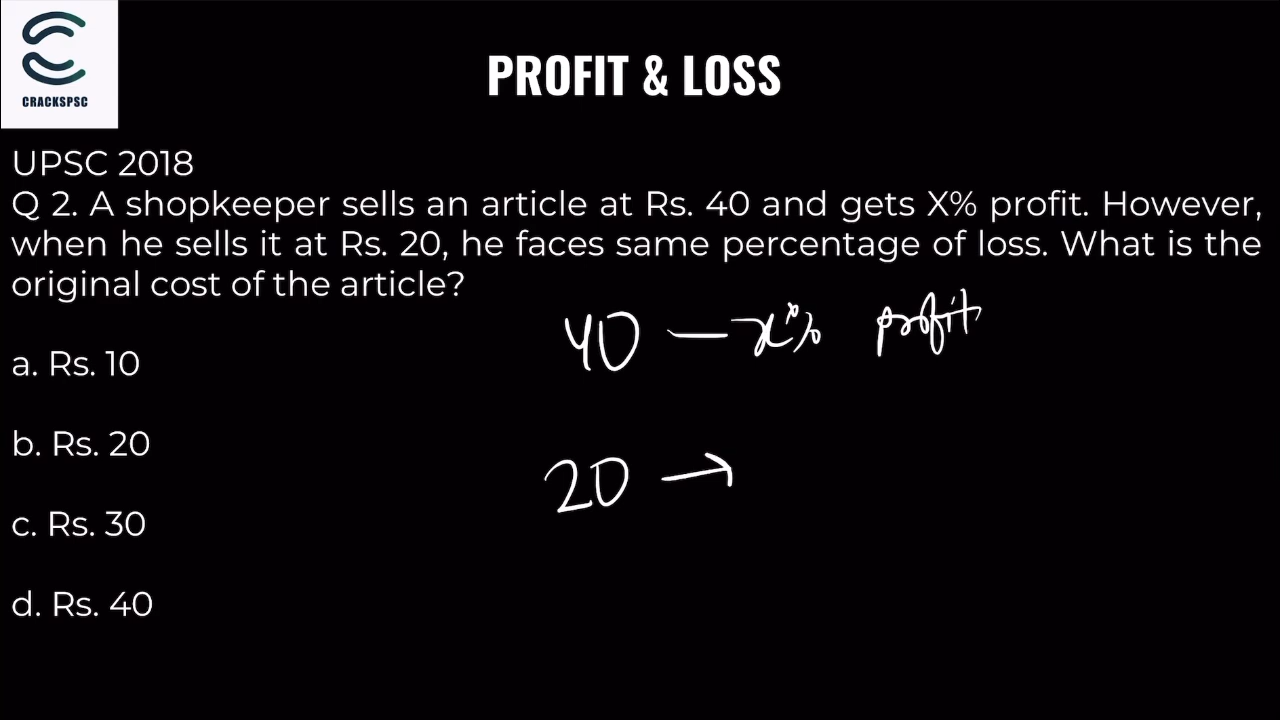 CRACKSPSC
PROFIT & LOSS
UPSC 2018
Q 2. A shopkeeper sells an article at Rs. 40 and gets X% profit. However,
when he sells it at Rs. 20, he faces same percentage of loss. What is the
original cost of the article?
40 — x% profit
a. Rs. 10
b. Rs. 20
20 →
c. Rs. 30
d. Rs. 40